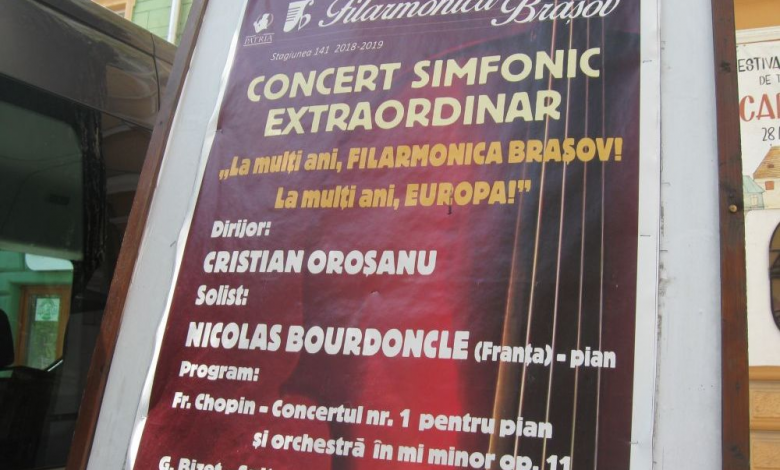 Filarmonica Brașov
PATRIA
Stagiunea 141 2018-2019
CONCERT SIMFONIC
EXTRAORDINAR
„La mulți ani, FILARMONICA BRAȘOV!
La mulți ani, EUROPA!”
Dirijor:
CRISTIAN OROȘANU
Solist:
NICOLAS BOURDONCLE (Franța) - pian
Program:
Fr. Chopin - Concertul nr. 1 pentru pian
și orchestră în mi minor op. 11
G. Bizet -